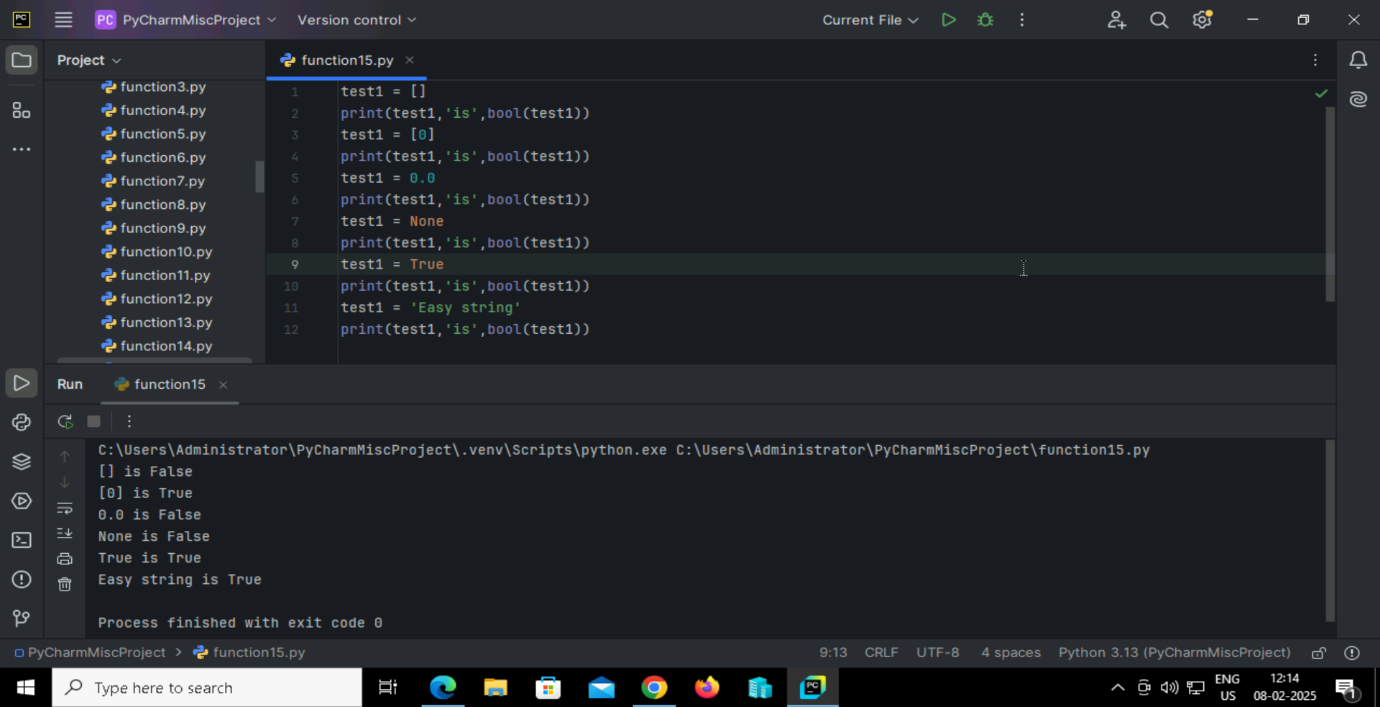 PC PyCharmMiscProject Version control Current File
Project
function15.py
function3.py
function4.py
function5.py
function6.py
function7.py
function8.py
function9.py
function10.py
function11.py
function12.py
function13.py
function14.py
1 test1 = []
2 print(test1,'is',bool(test1))
3 test1 = [0]
4 print(test1,'is',bool(test1))
5 test1 = 0.0
6 print(test1,'is',bool(test1))
7 test1 = None
8 print(test1,'is',bool(test1))
9 test1 = True
10 print(test1,'is',bool(test1))
11 test1 = 'Easy string'
12 print(test1,'is',bool(test1))
Run function15
C:\Users\Administrator\PyCharmMiscProject\.venv\Scripts\python.exe C:\Users\Administrator\PyCharmMiscProject\function15.py
[] is False
[0] is True
0.0 is False
None is False
True is True
Easy string is True
Process finished with exit code 0
PyCharmMiscProject > function15.py 9:13 CRLF UTF-8 4 spaces Python 3.13 (PyCharmMiscProject)
Type here to search
PC
ENG
US
12:14
08-02-2025
1